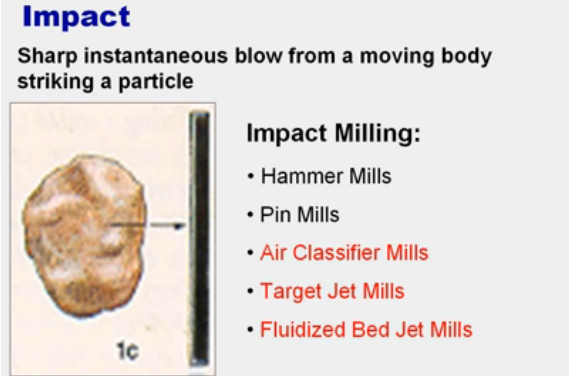 Impact
Sharp instantaneous blow from a moving body
striking a particle
Impact Milling:
• Hammer Mills
• Pin Mills
• Air Classifier Mills
• Target Jet Mills
• Fluidized Bed Jet Mills
1c